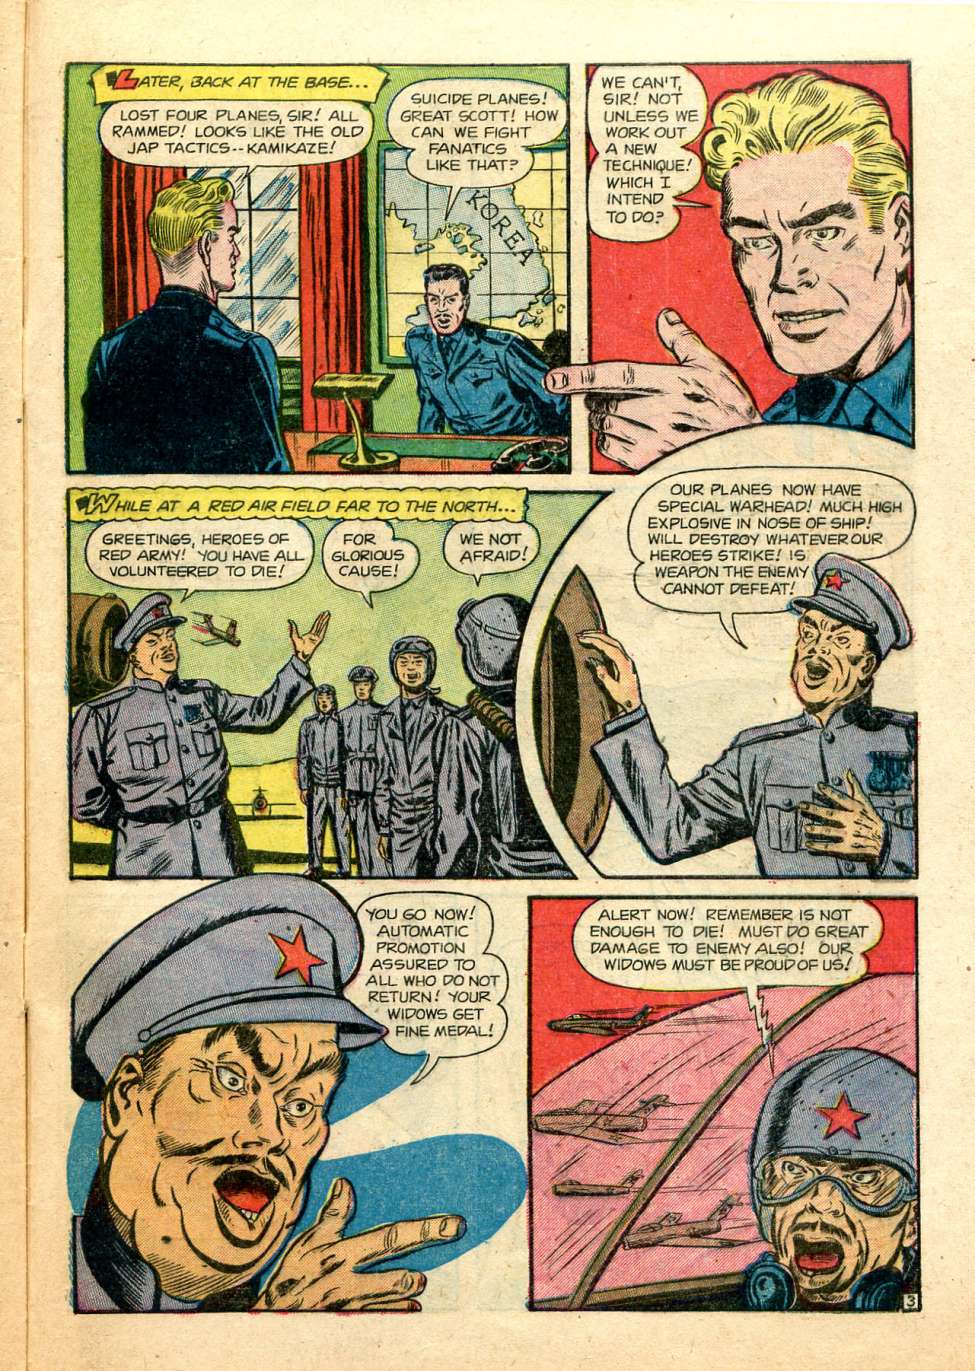 LATER, BACK AT THE BASE...
LOST FOUR PLANES, SIR! ALL
RAMMED! LOOKS LIKE THE OLD
JAP TACTICS--KAMIKAZE!
SUICIDE PLANES!
GREAT SCOTT! HOW
CAN WE FIGHT
FANATICS
LIKE THAT?
KOREA
WE CAN'T,
SIR! NOT
UNLESS WE
WORK OUT
A NEW
TECHNIQUE!
WHICH I
INTEND
TO DO?
WHILE AT A RED AIR FIELD FAR TO THE NORTH...
GREETINGS, HEROES OF
RED ARMY! YOU HAVE ALL
VOLUNTEERED TO DIE!
FOR
GLORIOUS
CAUSE!
WE NOT
AFRAID!
OUR PLANES NOW HAVE
SPECIAL WARHEAD! MUCH HIGH
EXPLOSIVE IN NOSE OF SHIP!
WILL DESTROY WHATEVER OUR
HEROES STRIKE! IS
WEAPON THE ENEMY
CANNOT DEFEAT!
YOU GO NOW!
AUTOMATIC
PROMOTION
ASSURED TO
ALL WHO DO NOT
RETURN! YOUR
WIDOWS GET
FINE MEDAL!
ALERT NOW! REMEMBER IS NOT
ENOUGH TO DIE! MUST DO GREAT
DAMAGE TO ENEMY ALSO! OUR
WIDOWS MUST BE PROUD OF US!
3